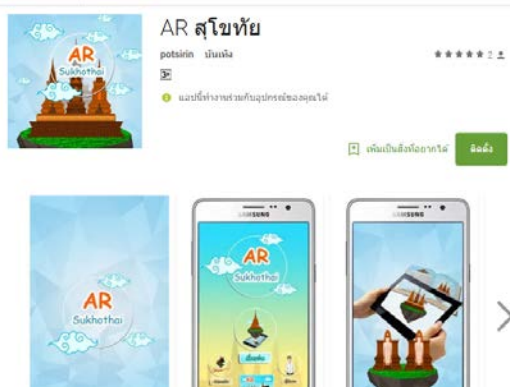 AR สุโขทัย
AR
Sukhothai
potsirin บันเทิง
3+
แอปนี้ทำงานร่วมกับอุปกรณ์ของคุณได้
เพิ่มเป็นสิ่งที่อยากได้
ติดตั้ง
AR
Sukhothai
SAMSUNG
AR
Sukhothai
SAMSUNG